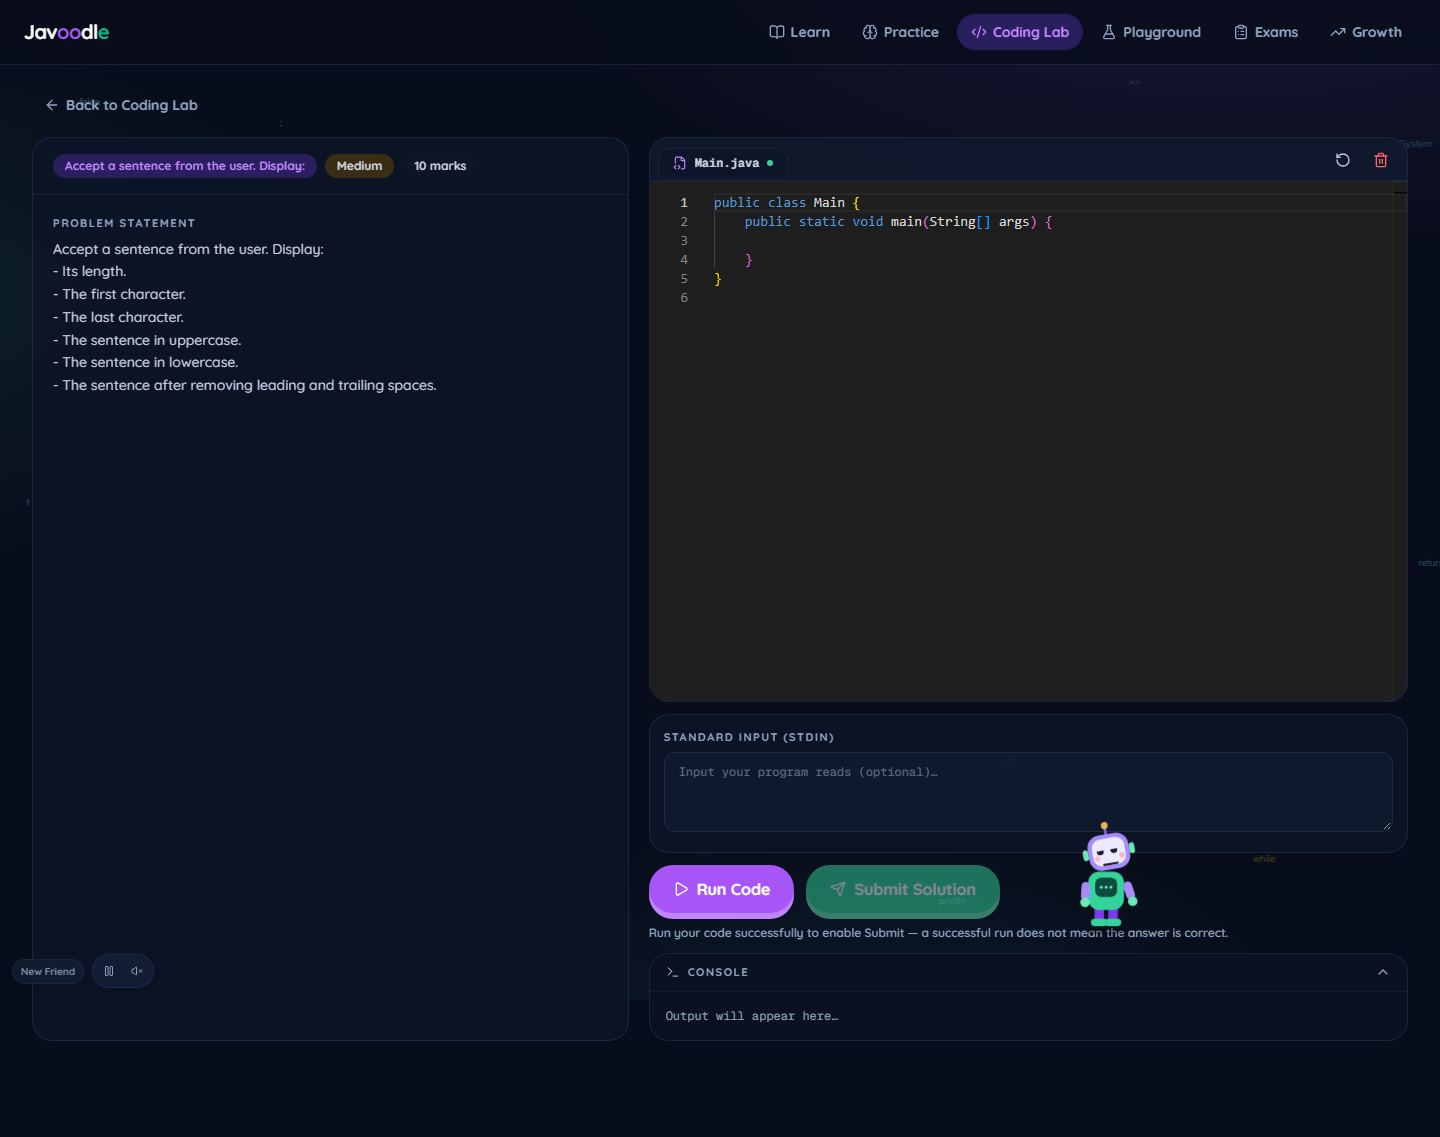 Javoodle
Learn
Practice
Coding Lab
Playground
Exams
Growth
=>
Back to Coding Lab
;
Accept a sentence from the user. Display:
Medium
10 marks
PROBLEM STATEMENT
Accept a sentence from the user. Display:
- Its length.
- The first character.
- The last character.
- The sentence in uppercase.
- The sentence in lowercase.
- The sentence after removing leading and trailing spaces.
1
New Friend
Main.java
System
1 public class Main {
2 public static void main(String[] args) {
3
4 }
5 }
6
return
STANDARD INPUT (STDIN)
Input your program reads (optional)…
while
Run Code
Submit Solution
println
Run your code successfully to enable Submit — a successful run does not mean the answer is correct.
CONSOLE
Output will appear here…